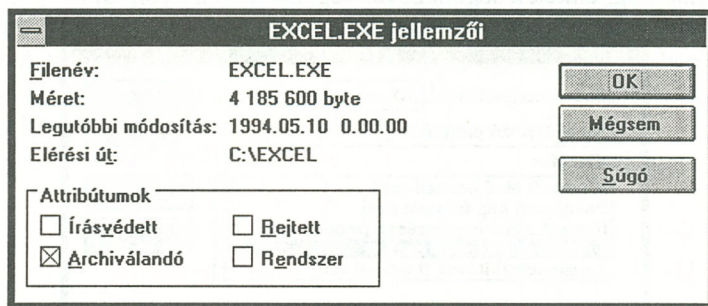 EXCEL.EXE jellemzői
Filenév: EXCEL.EXE
Méret: 4 185 600 byte
Legutóbbi módosítás: 1994.05.10 0.00.00
Elérési út: C:\EXCEL
OK
Mégsem
Súgó
Attribútumok
Írásvédett
Rejtett
Archiválandó
Rendszer